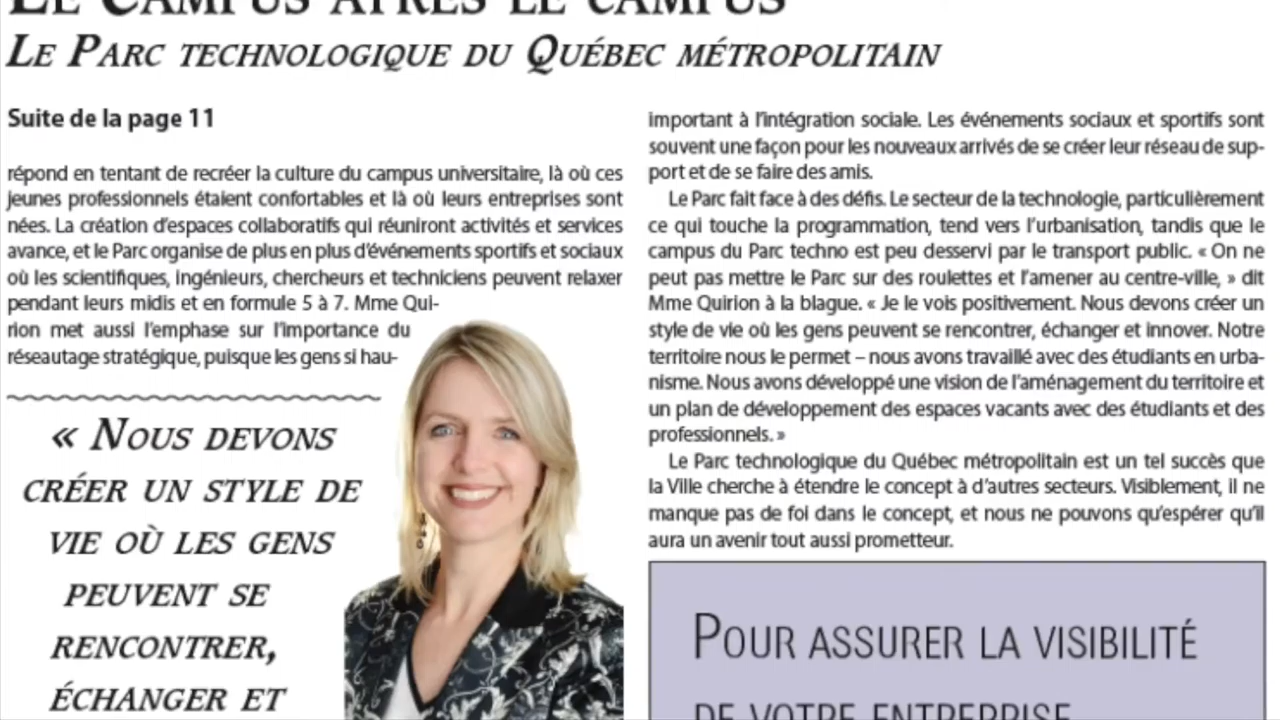 LE CAMPUS APRÈS LE CAMPUS
LE PARC TECHNOLOGIQUE DU QUÉBEC MÉTROPOLITAIN
Suite de la page 11
répond en tentant de recréer la culture du campus universitaire, là où ces
jeunes professionnels étaient confortables et là où leurs entreprises sont
nées. La création d'espaces collaboratifs qui réuniront activités et services
avance, et le Parc organise de plus en plus d'événements sportifs et sociaux
où les scientifiques, ingénieurs, chercheurs et techniciens peuvent relaxer
pendant leurs midis et en formule 5 à 7. Mme Qui-
rion met aussi l'emphase sur l'importance du
réseautage stratégique, puisque les gens si hau-
« NOUS DEVONS
CRÉER UN STYLE DE
VIE OÙ LES GENS
PEUVENT SE
RENCONTRER,
ÉCHANGER ET
important à l'intégration sociale. Les événements sociaux et sportifs sont
souvent une façon pour les nouveaux arrivés de se créer leur réseau de sup-
port et de se faire des amis.
Le Parc fait face à des défis. Le secteur de la technologie, particulièrement
ce qui touche la programmation, tend vers l'urbanisation, tandis que le
campus du Parc techno est peu desservi par le transport public. « On ne
peut pas mettre le Parc sur des roulettes et l'amener au centre-ville, » dit
Mme Quirion à la blague. « Je le vois positivement. Nous devons créer un
style de vie où les gens peuvent se rencontrer, échanger et innover. Notre
territoire nous le permet – nous avons travaillé avec des étudiants en urba-
nisme. Nous avons développé une vision de l'aménagement du territoire et
un plan de développement des espaces vacants avec des étudiants et des
professionnels. »
Le Parc technologique du Québec métropolitain est un tel succès que
la Ville cherche à étendre le concept à d'autres secteurs. Visiblement, il ne
manque pas de foi dans le concept, et nous ne pouvons qu'espérer qu'il
aura un avenir tout aussi prometteur.
POUR ASSURER LA VISIBILITÉ
DE VOTRE ENTREPRISE